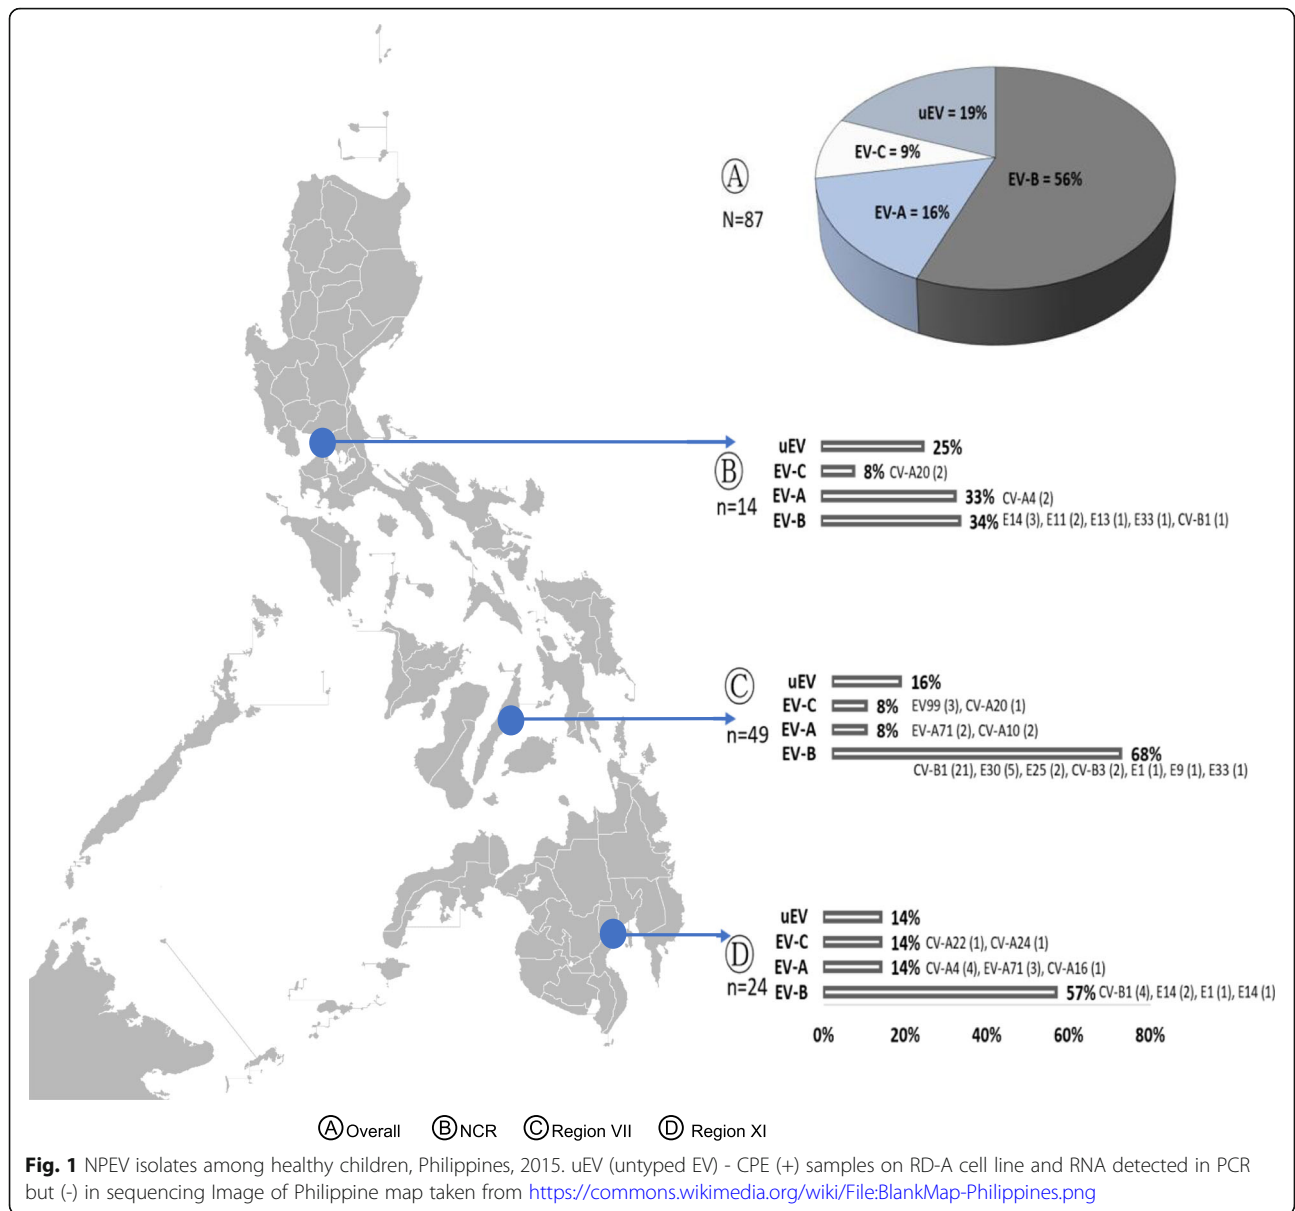 uEV = 19%
EV-C = 9%
EV-B = 56%
EV-A = 16%
A
N=87
uEV 25%
B
EV-C 8% CV-A20 (2)
EV-A 33% CV-A4 (2)
n=14
EV-B 34% E14 (3), E11 (2), E13 (1), E33 (1), CV-B1 (1)
C
uEV 16%
EV-C 8% EV99 (3), CV-A20 (1)
EV-A 8% EV-A71 (2), CV-A10 (2)
n=49
EV-B 68%
CV-B1 (21), E30 (5), E25 (2), CV-B3 (2), E1 (1), E9 (1), E33 (1)
uEV 14%
EV-C 14% CV-A22 (1), CV-A24 (1)
D
EV-A 14% CV-A4 (4), EV-A71 (3), CV-A16 (1)
n=24
EV-B 57% CV-B1 (4), E14 (2), E1 (1), E14 (1)
0% 20% 40% 60% 80%
A Overall B NCR C Region VII D Region XI
Fig. 1 NPEV isolates among healthy children, Philippines, 2015. uEV (untyped EV) - CPE (+) samples on RD-A cell line and RNA detected in PCR
but (-) in sequencing Image of Philippine map taken from https://commons.wikimedia.org/wiki/File:BlankMap-Philippines.png